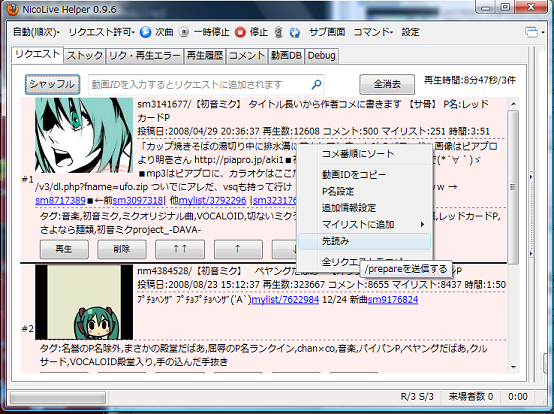 NicoLive Helper 0.9.6
自動(順次)- リクエスト許可- 次曲 一時停止 停止 サブ画面 コマンド- 設定
リクエスト ストック リク・再生エラー 再生履歴 コメント 動画DB Debug
シャッフル 動画IDを入力するとリクエストに追加されます 全消去 再生時間:8分47秒/3件
#1
sm3141677/【初音ミク】 タイトル長いから作者コメに書きます 【サ骨】 P名:レッドカードP
投稿日:2008/04/29 20:36:37 再生数:12608 コメント:500 マイリスト:251 時間:3:51
「カップ焼きそばの湯切り中に排水溝に
画像はピアプロ
より明壱さん http://piapro.jp/aki1■
だ(*´∀｀)ゞ
■mp3はピアプロに、カラオケはここ
/v3/dl.php?fname=ufo.zip ついでにアレだ、vsqも持って行け
w →
sm8717389■←前sm3097318| 他mylist/3792296 |sm323176
タグ:音楽,初音ミク,ミクオリジナル曲,VOCALOID,切ないミクう
,レッドカードP,
さよなら麺類,初音ミクproject_-DAVA-
再生 削除 ↑↑ ↑ ↓
コメ番順にソート
動画IDをコピー
P名設定
追加情報設定
マイリストに追加
先読み
全リクエストをコピー
/prepareを送信する
#2
nm4384528/【初音ミク】 ペヤングだばぁ
投稿日:2008/08/23 15:12:37 再生数:323667 コメント:8655 マイリスト:8437 時間:1:50
ﾌﾟﾁｮﾍﾝｻﾞ ﾌﾟﾁｮﾌﾟﾁｮﾍﾝｻﾞ('A`)mylist/7622984 12/24 新曲sm9176824
タグ:名誉のP名除外,まさかの殿堂だばあ,屈辱のP名ランクイン,chan×co,音楽,パイパンP,ペヤングだばあ,クルサード,VOCALOID殿堂入り,手の込んだ手抜き
R/3 S/3 来場者数 0 0:00